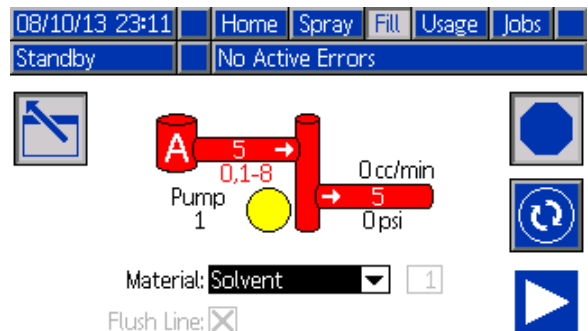 08/10/13 23:11 Home Spray Fill Usage Jobs
Standby No Active Errors
A 5
0,1-8 0 cc/min
Pump 5
1 0 psi
Material: Solvent 1
Flush Line: